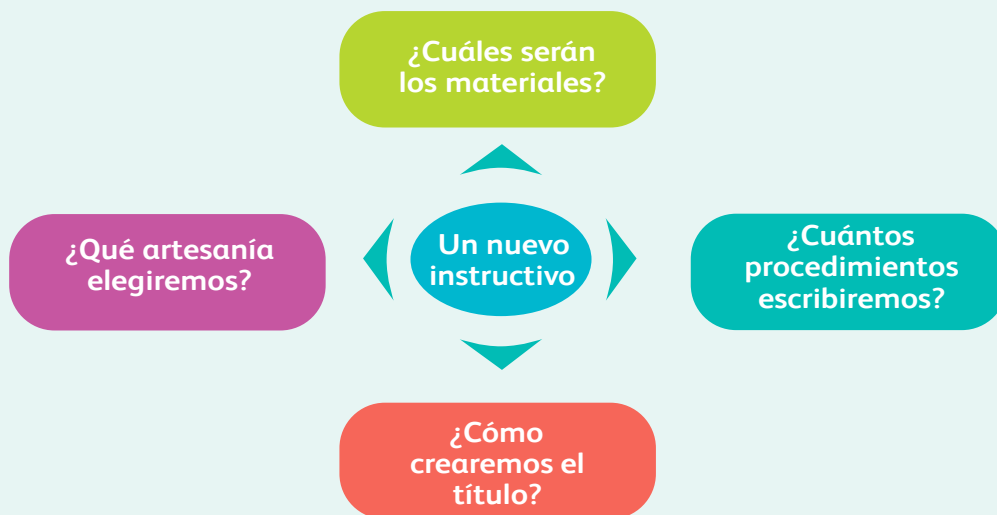 ¿Cuáles serán
los materiales?
¿Qué artesanía
elegiremos?
Un nuevo
instructivo
¿Cuántos
procedimientos
escribiremos?
¿Cómo
crearemos el
título?